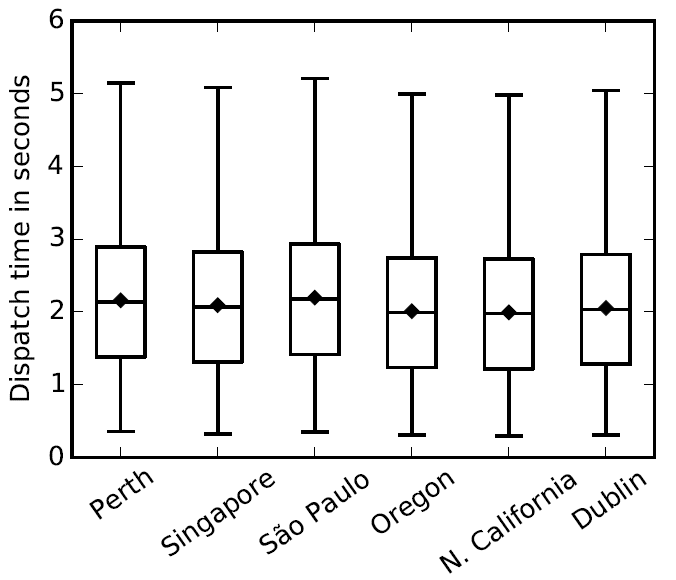 6
5
4
3
2
1
0
Dispatch time in seconds
Perth
Singapore
São Paulo
Oregon
N. California
Dublin